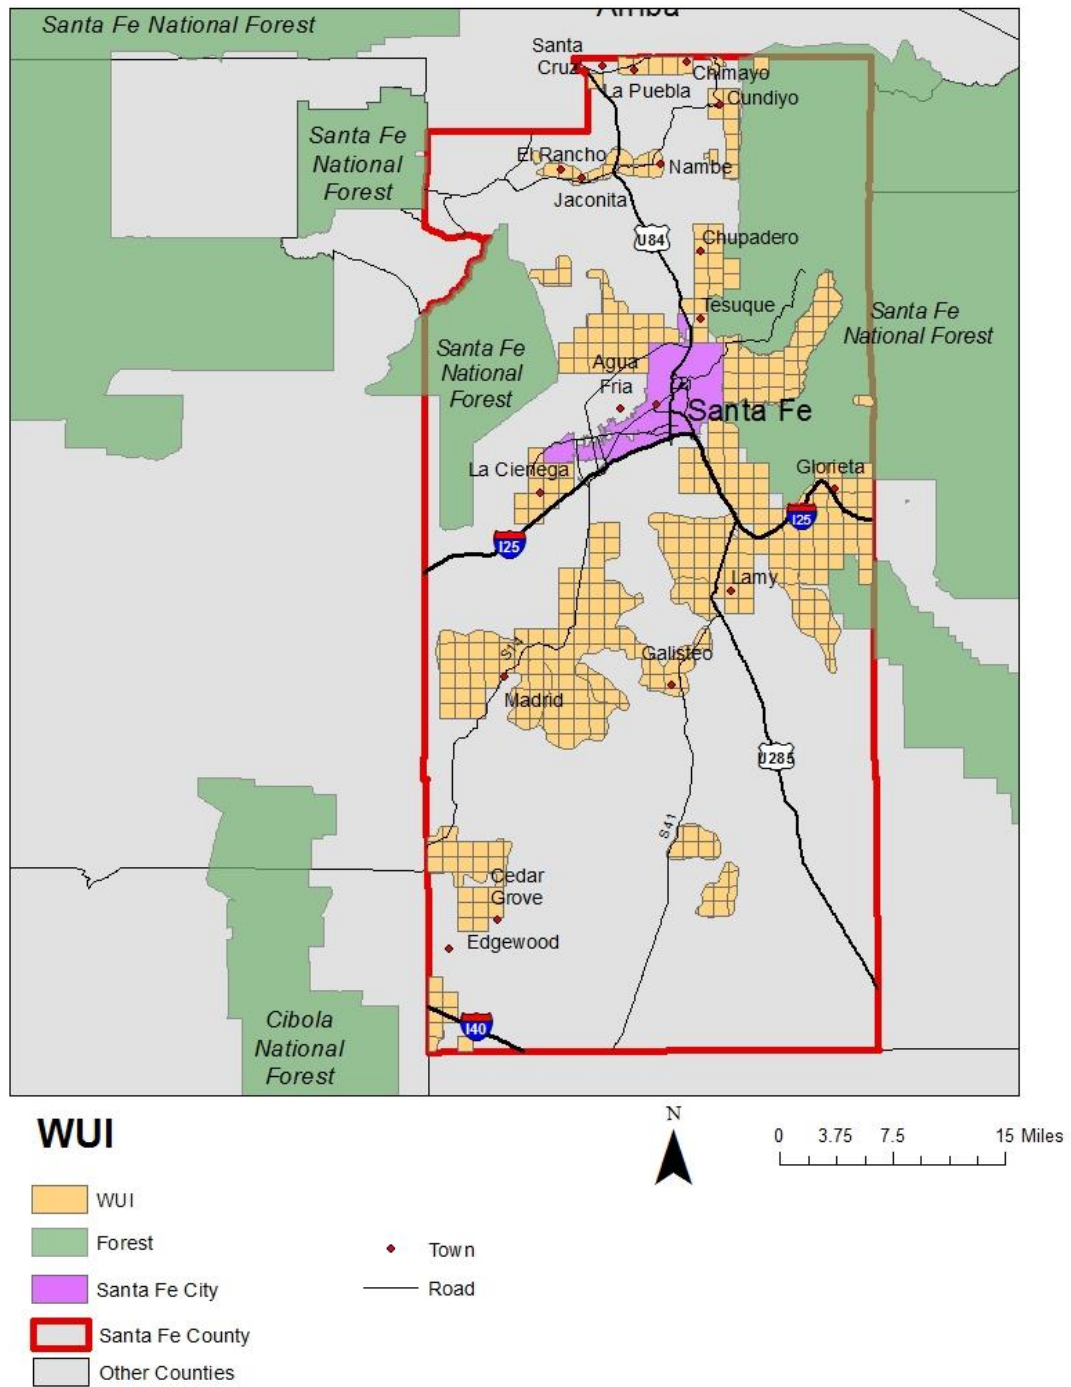 Arriba
Santa Fe National Forest
Santa
Cruz
Chimayo
La Puebla
Cundiyo
Santa Fe
National
Forest
El Rancho
Nambe
Jaconita
U84
Chupadero
Tesuque
Santa Fe
National Forest
Santa Fe
National
Forest
Agua
Fria
Santa Fe
La Cienega
Glorieta
I25
I25
Lamy
S14
Galisteo
Madrid
U285
S41
Cedar
Grove
Edgewood
Cibola
National
Forest
I40
WUI
N
0 3.75 7.5 15 Miles
WUI
Forest
Town
Santa Fe City
Road
Santa Fe County
Other Counties